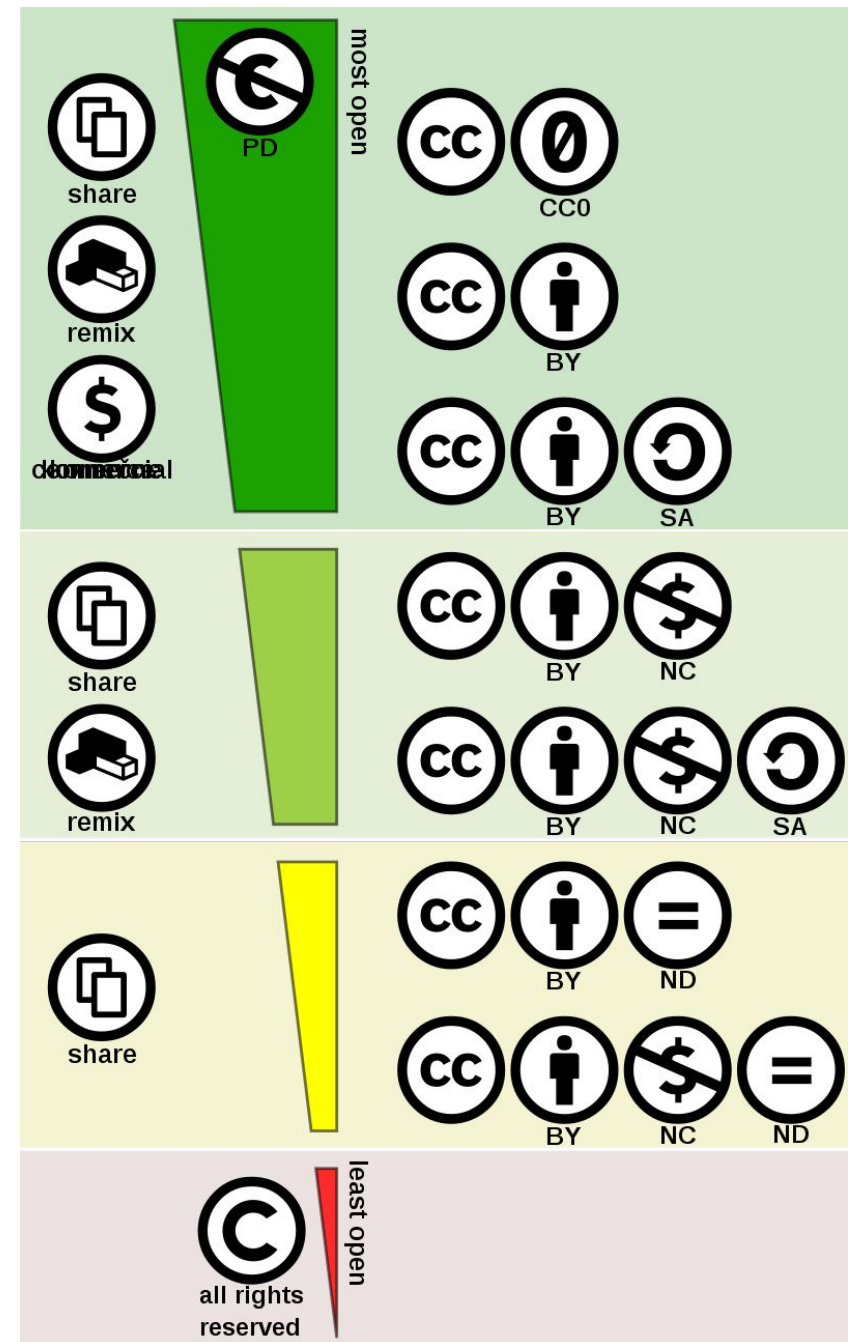 most open
PD
share
CC0
remix
BY
BY SA
share
BY NC
remix
BY NC SA
share
BY ND
BY NC ND
least open
all rights
reserved